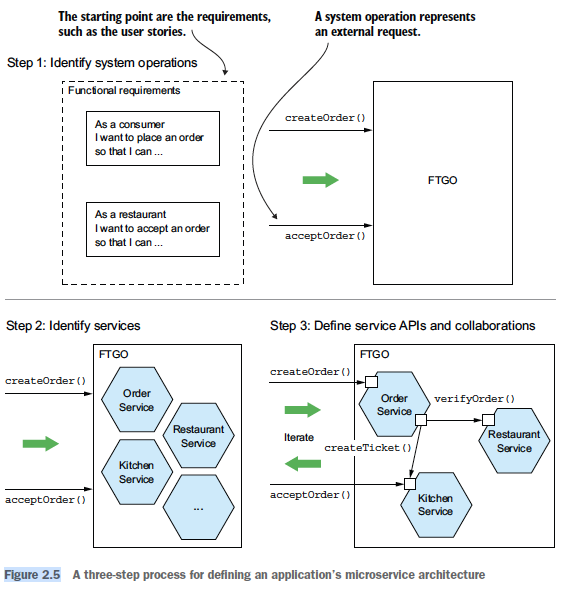 The starting point are the requirements,
such as the user stories.
A system operation represents
an external request.
Step 1: Identify system operations
Functional requirements
As a consumer
I want to place an order
so that I can ...
As a restaurant
I want to accept an order
so that I can ...
createOrder()
FTGO
acceptOrder()
Step 2: Identify services
FTGO
createOrder()
Order
Service
Restaurant
Service
Kitchen
Service
acceptOrder()
...
Step 3: Define service APIs and collaborations
FTGO
createOrder()
Order
Service
verifyOrder()
Iterate
createTicket()
Restaurant
Service
acceptOrder()
Kitchen
Service
Figure 2.5 A three-step process for defining an application's microservice architecture